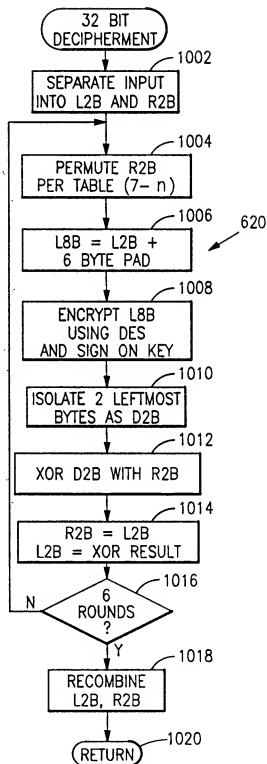 32 BIT
DECIPHERMENT
1002
SEPARATE INPUT
INTO L2B AND R2B
1004
PERMUTE R2B
PER TABLE (7-n)
1006
L8B = L2B +
6 BYTE PAD
620
1008
ENCRYPT L8B
USING DES
AND SIGN ON KEY
1010
ISOLATE 2 LEFTMOST
BYTES AS D2B
1012
XOR D2B WITH R2B
1014
R2B = L2B
L2B = XOR RESULT
1016
6
ROUNDS
?
N
Y
1018
RECOMBINE
L2B, R2B
1020
RETURN